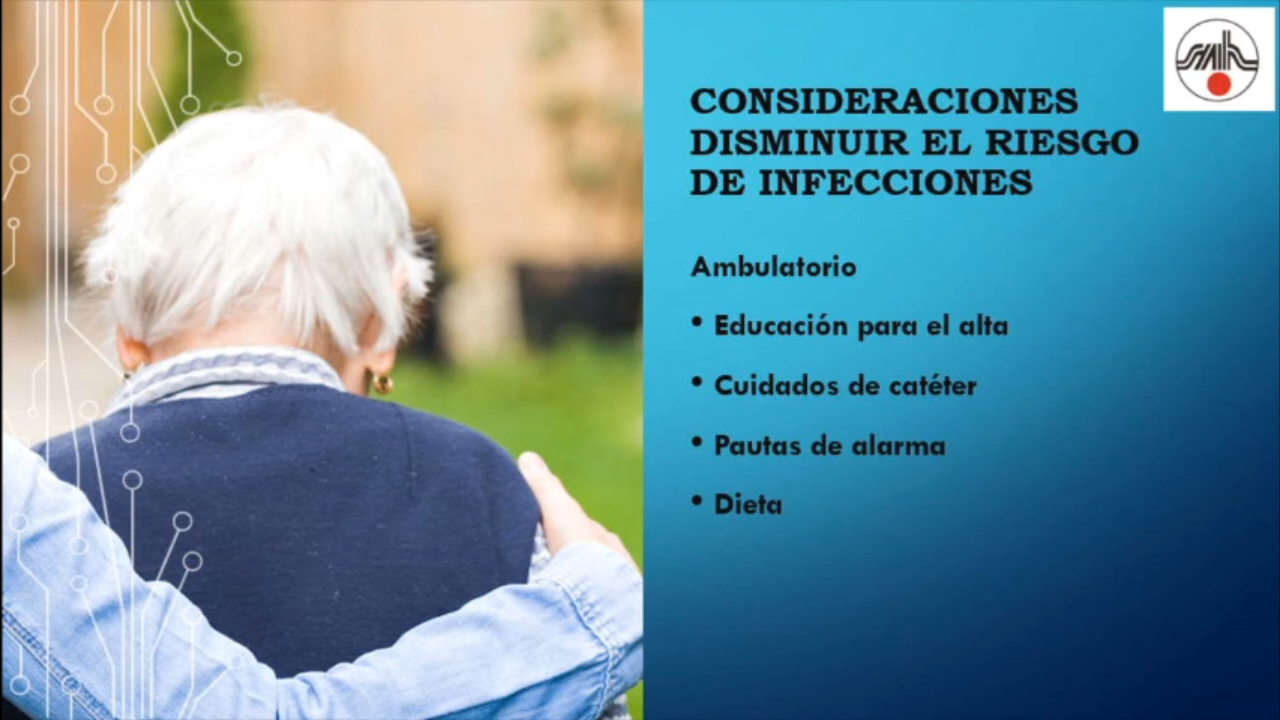 CONSIDERACIONES
DISMINUIR EL RIESGO
DE INFECCIONES
Ambulatorio
• Educación para el alta
• Cuidados de catéter
• Pautas de alarma
• Dieta